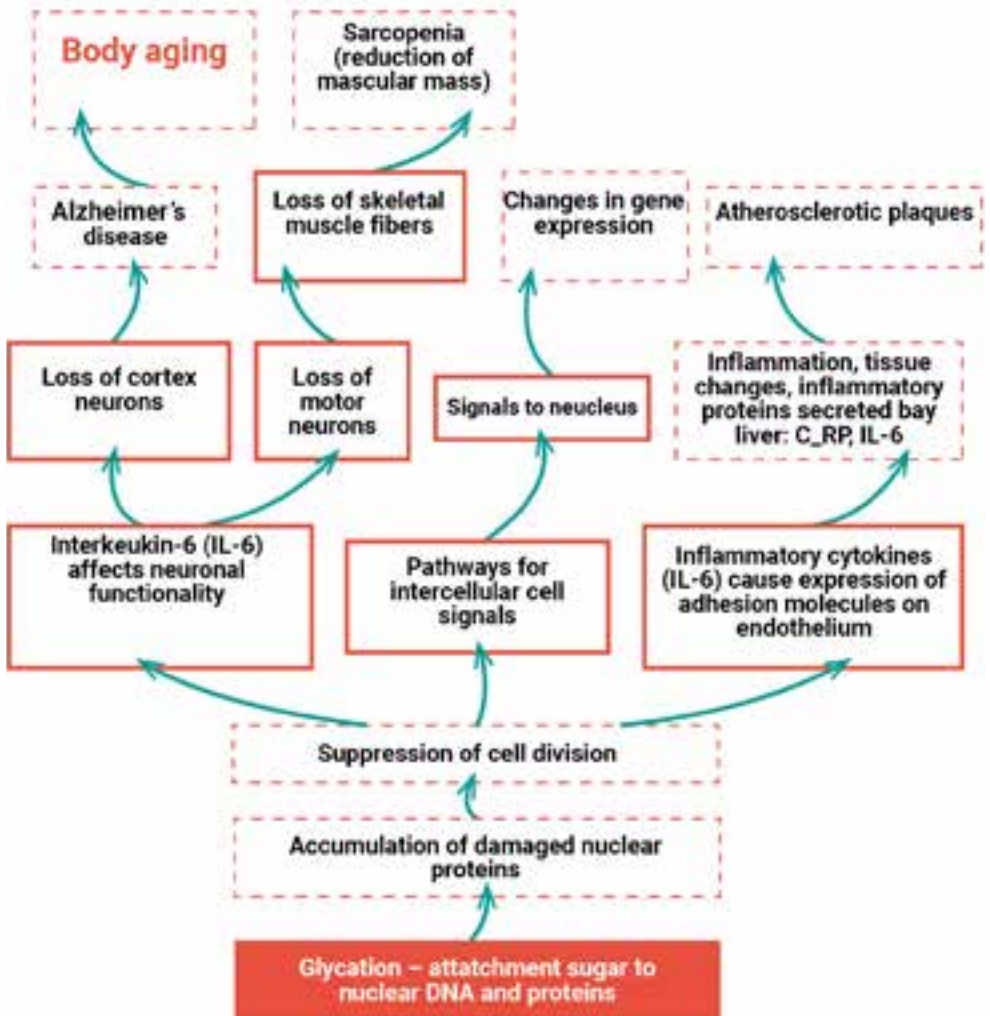 Body aging
Sarcopenia
(reduction of
mascular mass)
Alzheimer's
disease
Loss of skeletal
muscle fibers
Changes in gene
expression
Atherosclerotic plaques
Loss of cortex
neurons
Loss of
motor
neurons
Signals to neucleus
Inflammation, tissue
changes, inflammatory
proteins secreted bay
liver: C_RP, IL-6
Interkeukin-6 (IL-6)
affects neuronal
functionality
Pathways for
intercellular cell
signals
Inflammatory cytokines
(IL-6) cause expression of
adhesion molecules on
endothelium
Suppression of cell division
Accumulation of damaged nuclear
proteins
Glycation – attatchment sugar to
nuclear DNA and proteins